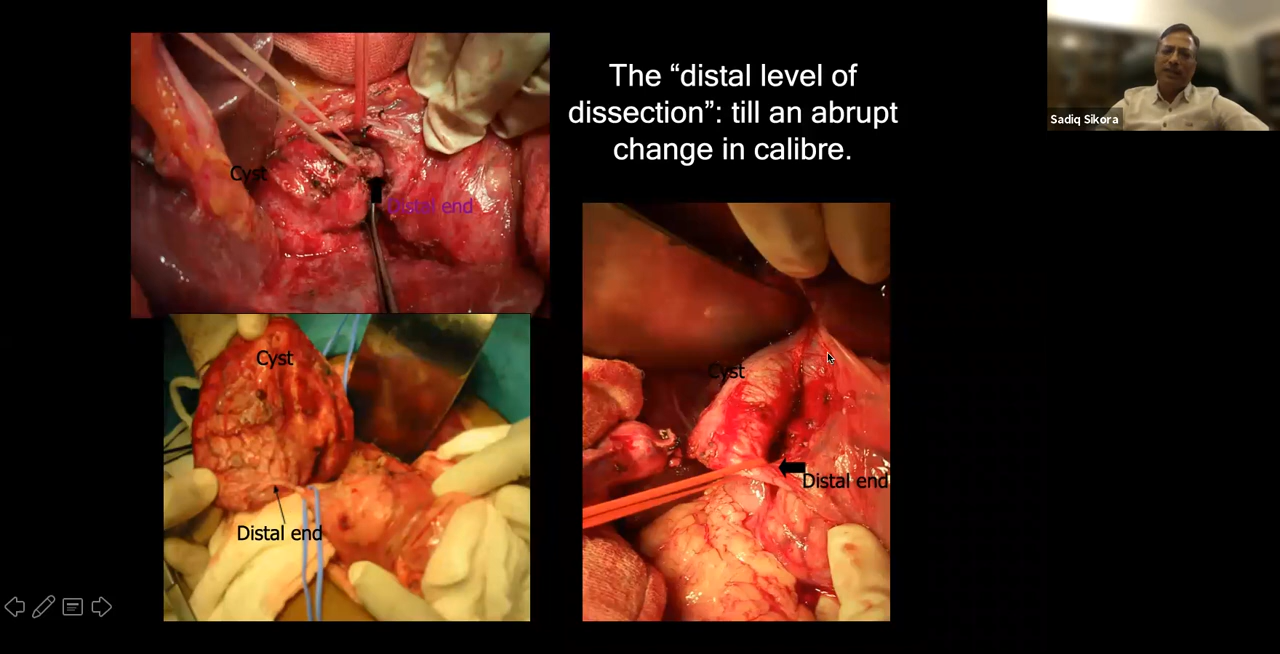 The “distal level of
dissection”: till an abrupt
change in calibre.
Sadiq Sikora
Cyst
Distal end
Cyst
Distal end
Cyst
Distal end